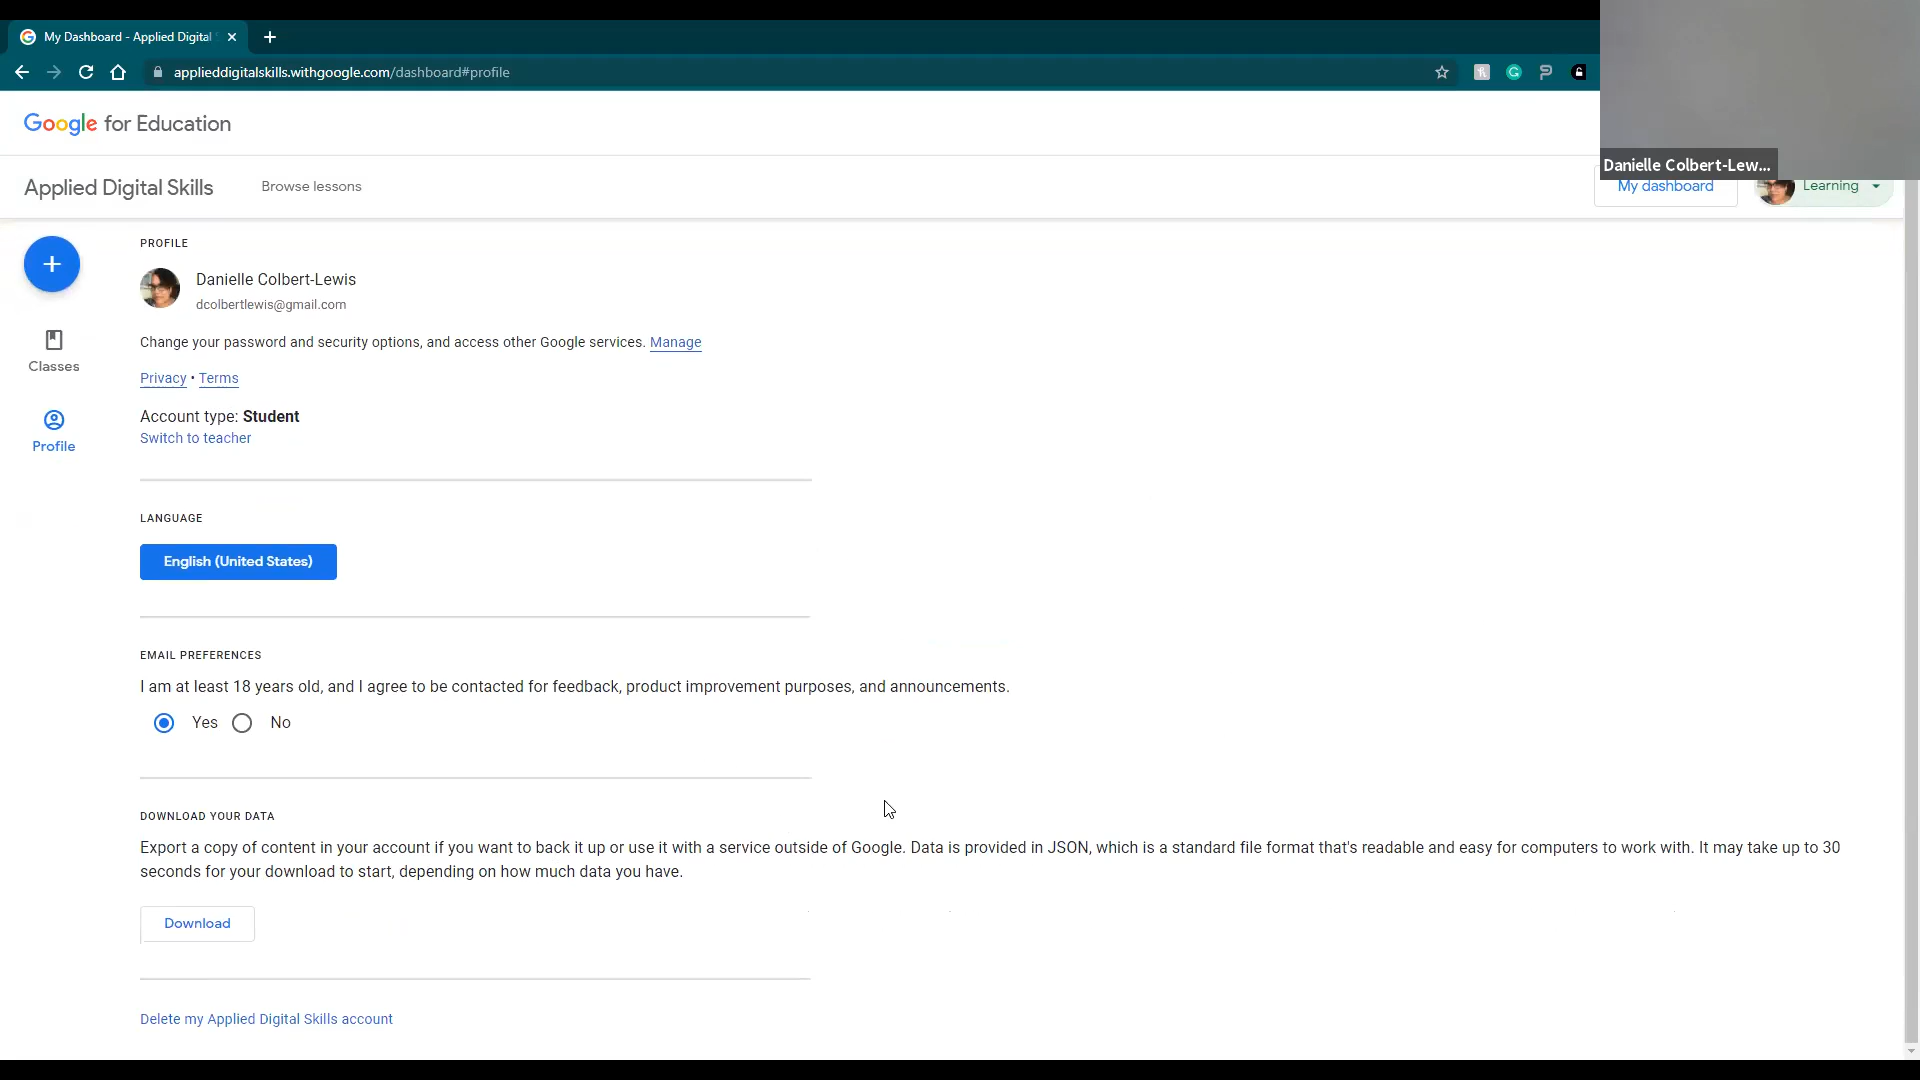 My Dashboard - Applied Digital
applieddigitalskills.withgoogle.com/dashboard#profile
Google for Education
Danielle Colbert-Lew...
Applied Digital Skills
Browse lessons
My dashboard
Learning
PROFILE
Danielle Colbert-Lewis
dcolbertlewis@gmail.com
Change your password and security options, and access other Google services. Manage
Classes
Privacy • Terms
Account type: Student
Switch to teacher
Profile
LANGUAGE
English (United States)
EMAIL PREFERENCES
I am at least 18 years old, and I agree to be contacted for feedback, product improvement purposes, and announcements.
Yes No
DOWNLOAD YOUR DATA
Export a copy of content in your account if you want to back it up or use it with a service outside of Google. Data is provided in JSON, which is a standard file format that's readable and easy for computers to work with. It may take up to 30
seconds for your download to start, depending on how much data you have.
Download
Delete my Applied Digital Skills account